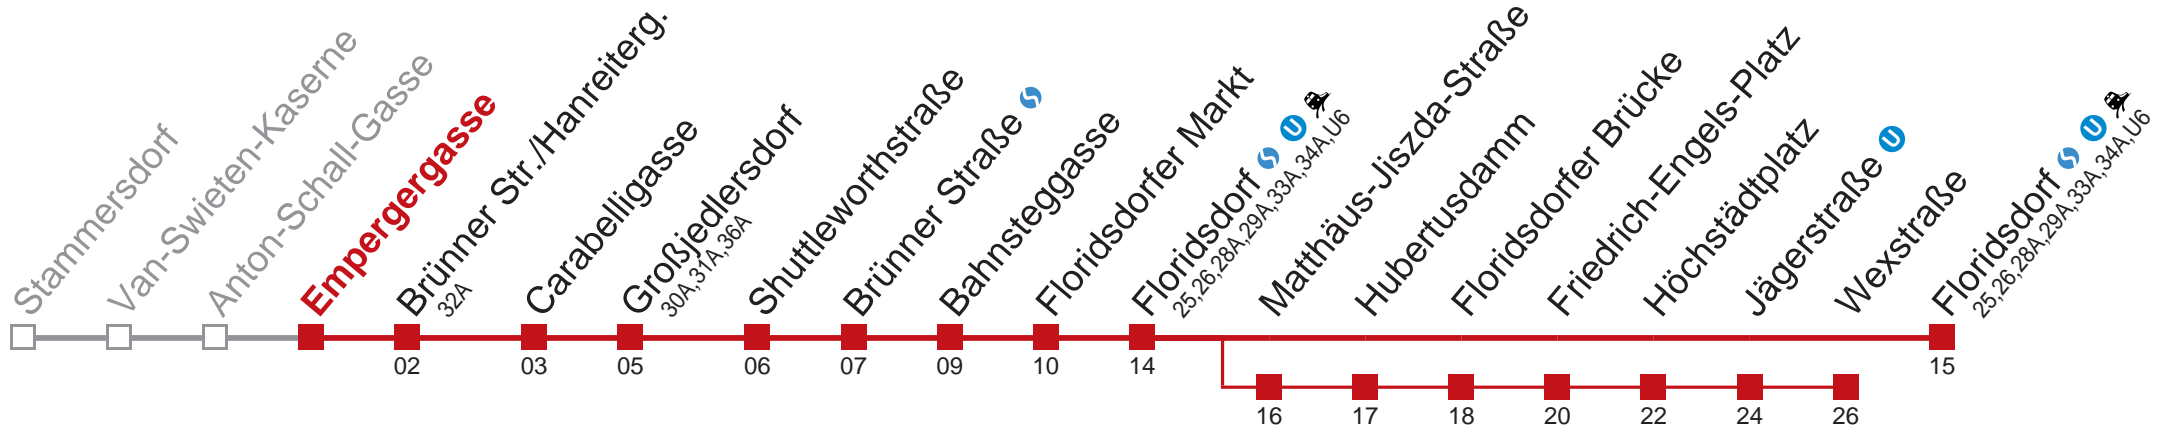 Stammersdorf
Van-Swieten-Kaserne
Anton-Schall-Gasse
Empergergasse
Brünner Str./Hanreiterg.
32A
Carabelligasse
Großjedlersdorf
30A,31A,36A
Shuttleworthstraße
Brünner Straße S
Bahnsteggasse
Floridsdorfer Markt
Floridsdorf S U
25,26,28A,29A,33A,34A,U6
Matthäus-Jiszda-Straße
Hubertusdamm
Floridsdorfer Brücke
Friedrich-Engels-Platz
Höchstädtplatz
Jägerstraße U
Wexstraße
Floridsdorf S U
25,26,28A,29A,33A,34A,U6
02 03 05 06 07 09 10 14 15
16 17 18 20 22 24 26